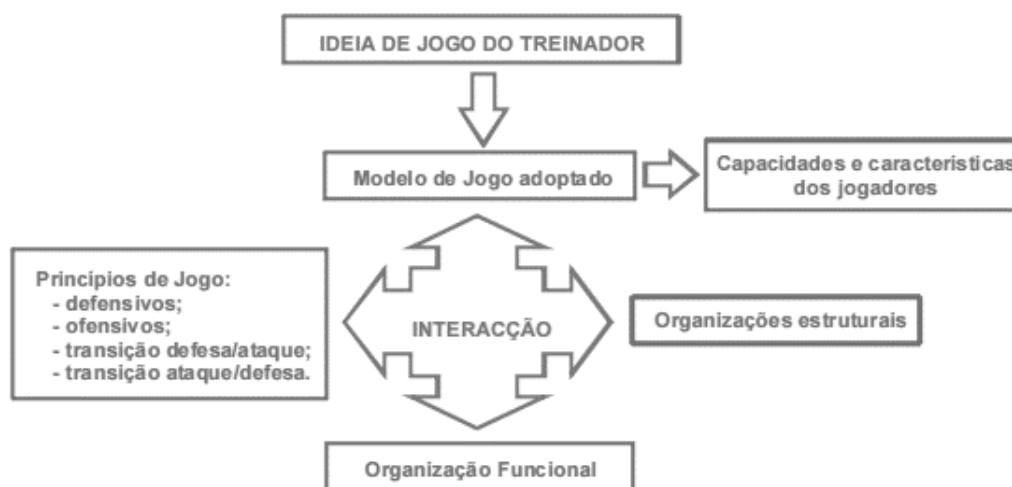 IDEIA DE JOGO DO TREINADOR
Modelo de Jogo adoptado
Capacidades e características
dos jogadores
Princípios de Jogo:
- defensivos;
- ofensivos;
- transição defesa/ataque;
- transição ataque/defesa.
INTERACÇÃO
Organizações estruturais
Organização Funcional